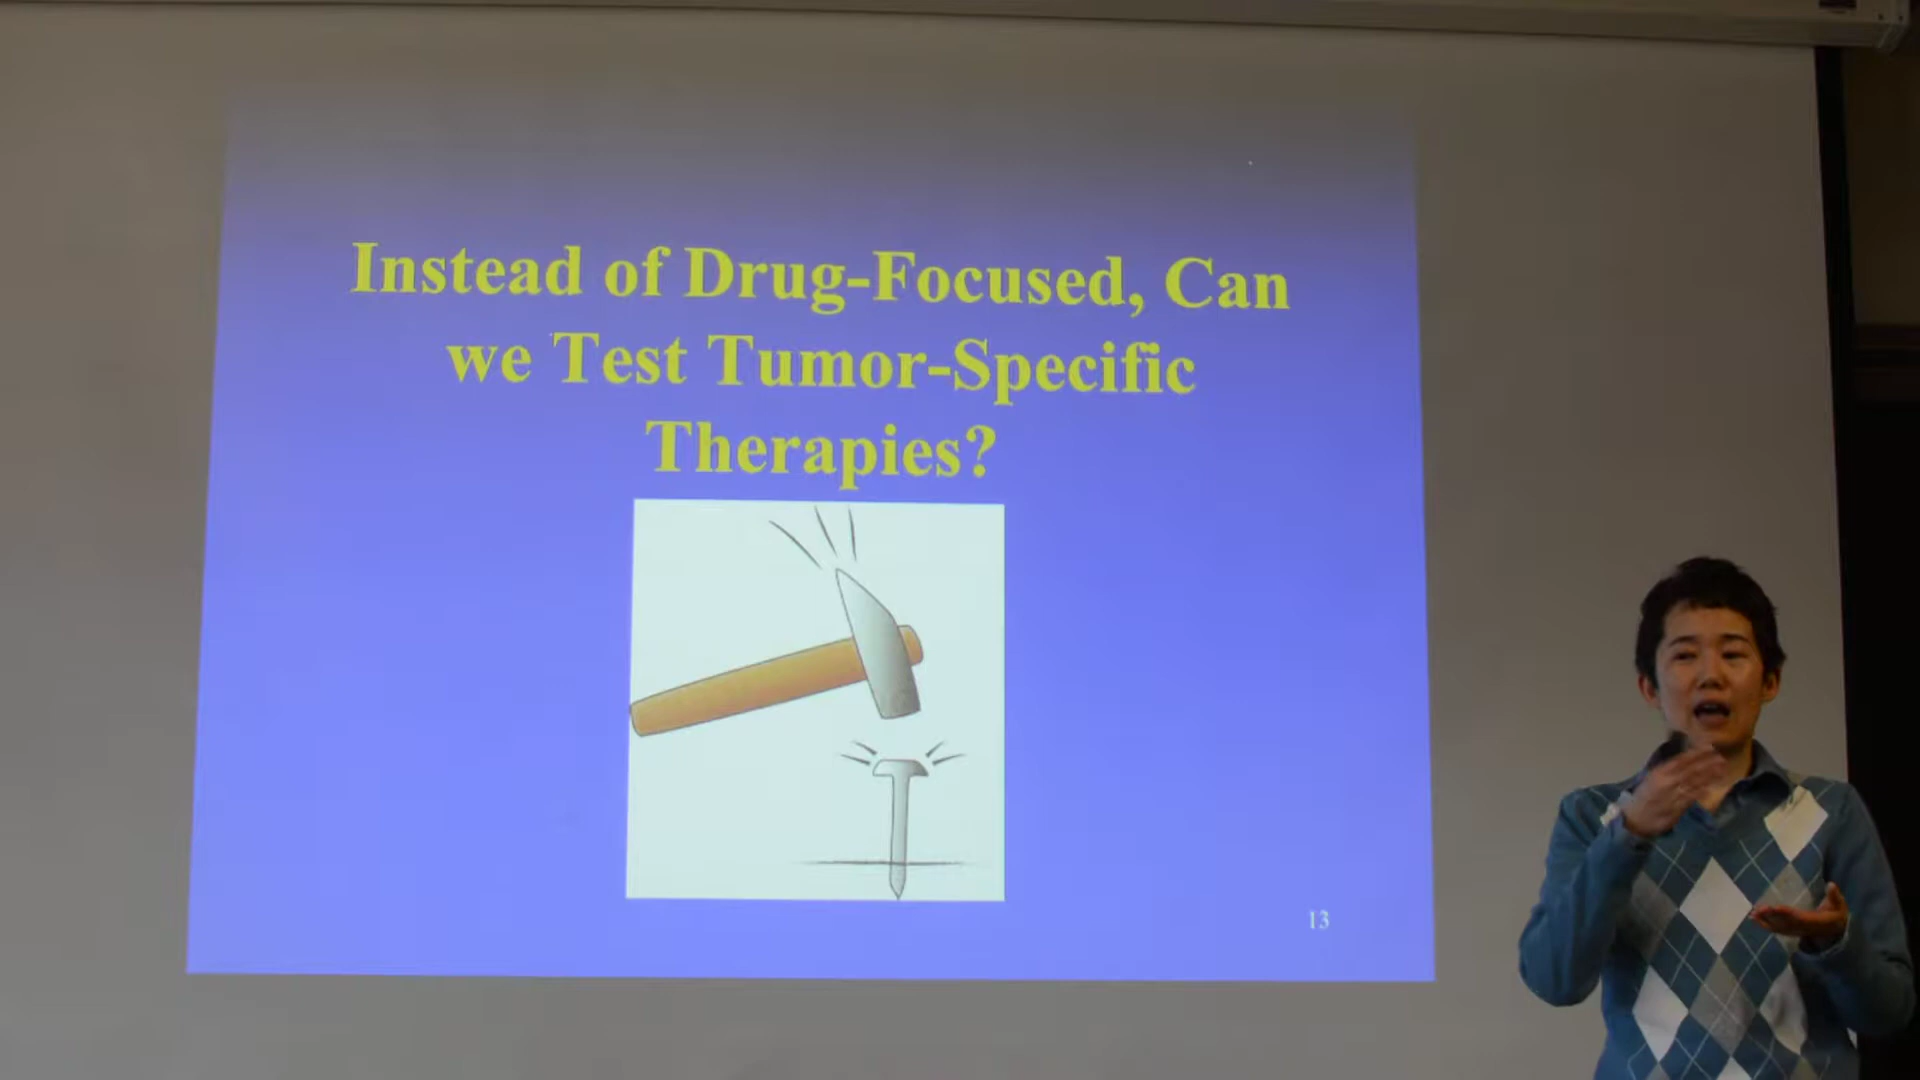 Instead of Drug-Focused, Can
we Test Tumor-Specific
Therapies?
13